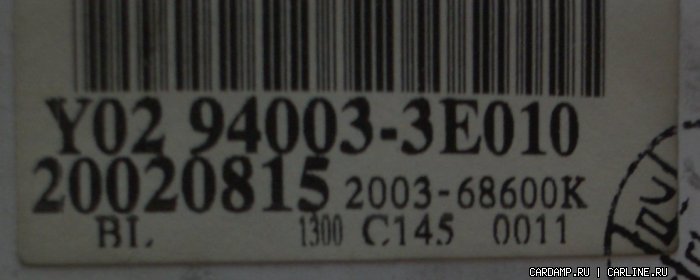 Y02 94003-3E010
20020815 2003-68600K
BL 1300 C145 0011
CARDAMP.RU | CARLINE.RU